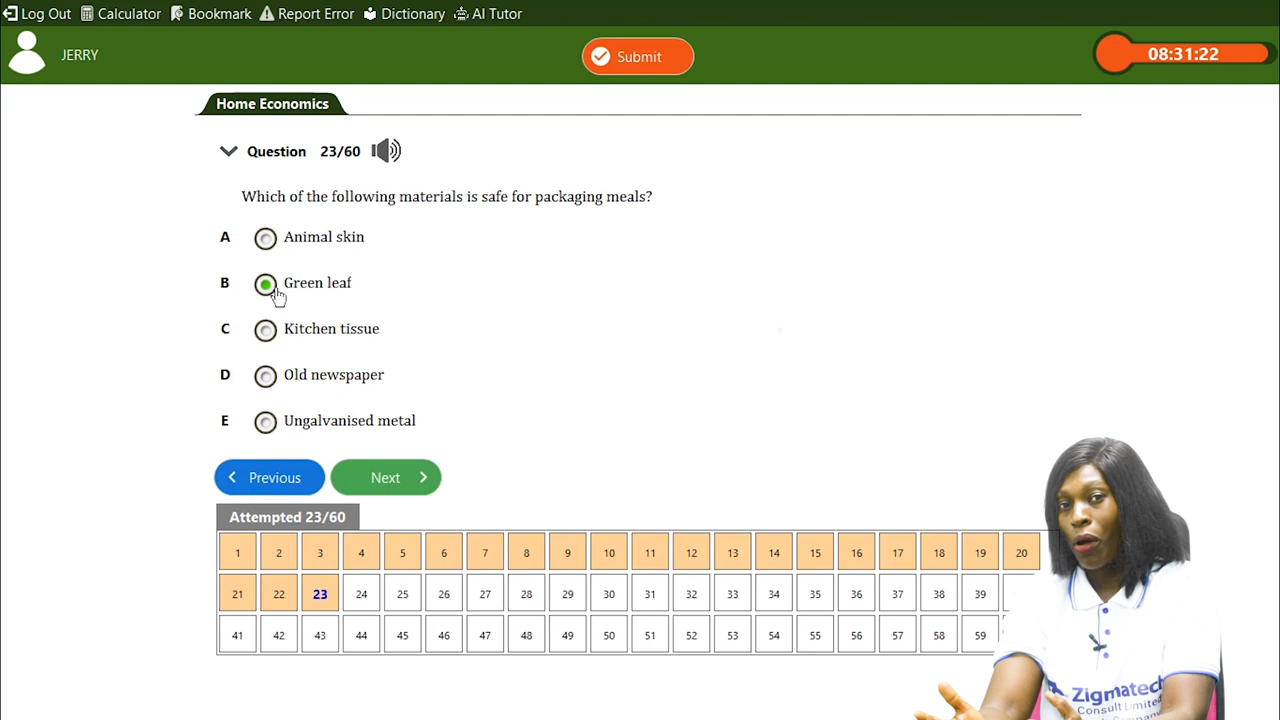 Log Out Calculator Bookmark Report Error Dictionary AI Tutor
JERRY
Submit
08:31:22
Home Economics
Question 23/60
Which of the following materials is safe for packaging meals?
A Animal skin
B Green leaf
C Kitchen tissue
D Old newspaper
E Ungalvanised metal
Previous Next
Attempted 23/60
1 2 3 4 5 6 7 8 9 10 11 12 13 14 15 16 17 18 19 20
21 22 23 24 25 26 27 28 29 30 31 32 33 34 35 36 37 38 39
41 42 43 44 45 46 47 48 49 50 51 52 53 54 55 56 57 58 59
Zigmatech
Consult Limited